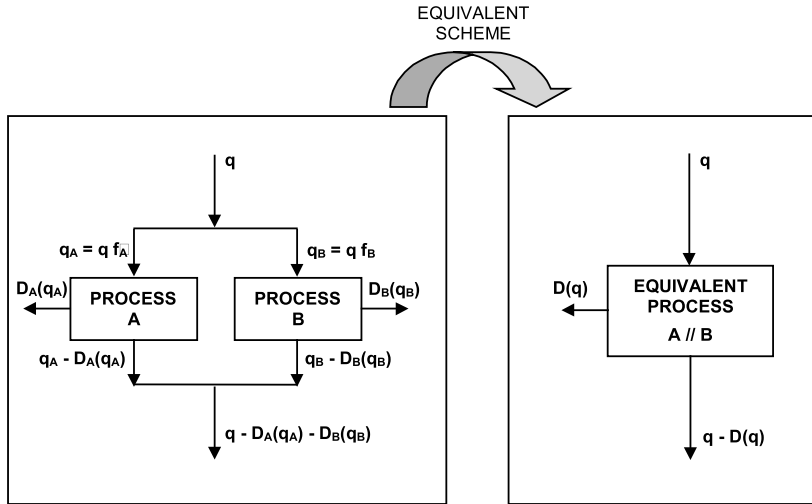 EQUIVALENT
SCHEME
q
qA = q fA
qB = q fB
DA(qA)
PROCESS
A
PROCESS
B
DB(qB)
qA - DA(qA)
qB - DB(qB)
q - DA(qA) - DB(qB)
q
D(q)
EQUIVALENT
PROCESS
A // B
q - D(q)